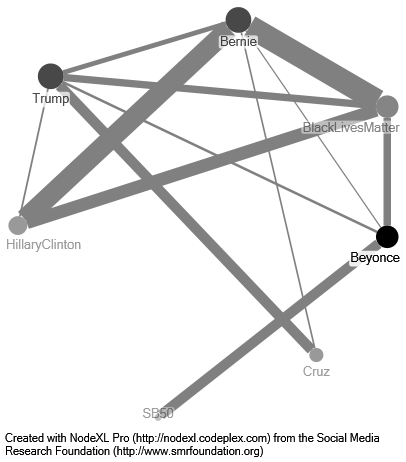 Bernie
Trump
BlackLivesMatter
HillaryClinton
Beyonce
Cruz
SB50
Created with NodeXL Pro (http://nodexl.codeplex.com) from the Social Media
Research Foundation (http://www.smrfoundation.org)